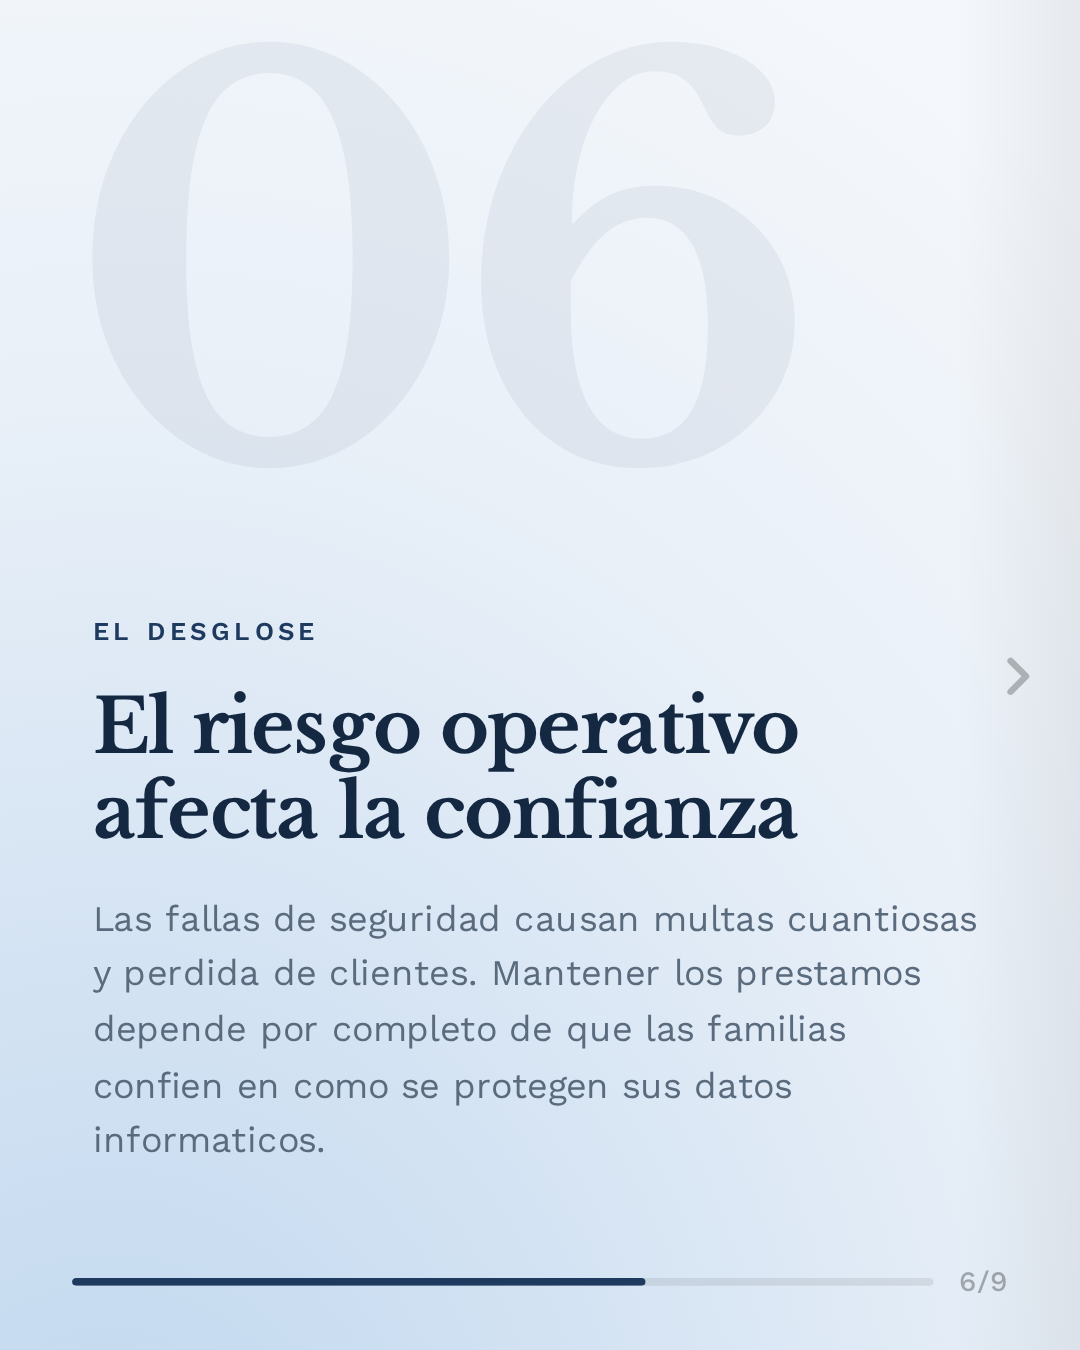 06
EL DESGLOSE
El riesgo operativo
afecta la confianza
Las fallas de seguridad causan multas cuantiosas
y perdida de clientes. Mantener los prestamos
depende por completo de que las familias
confien en como se protegen sus datos
informaticos.
6/9